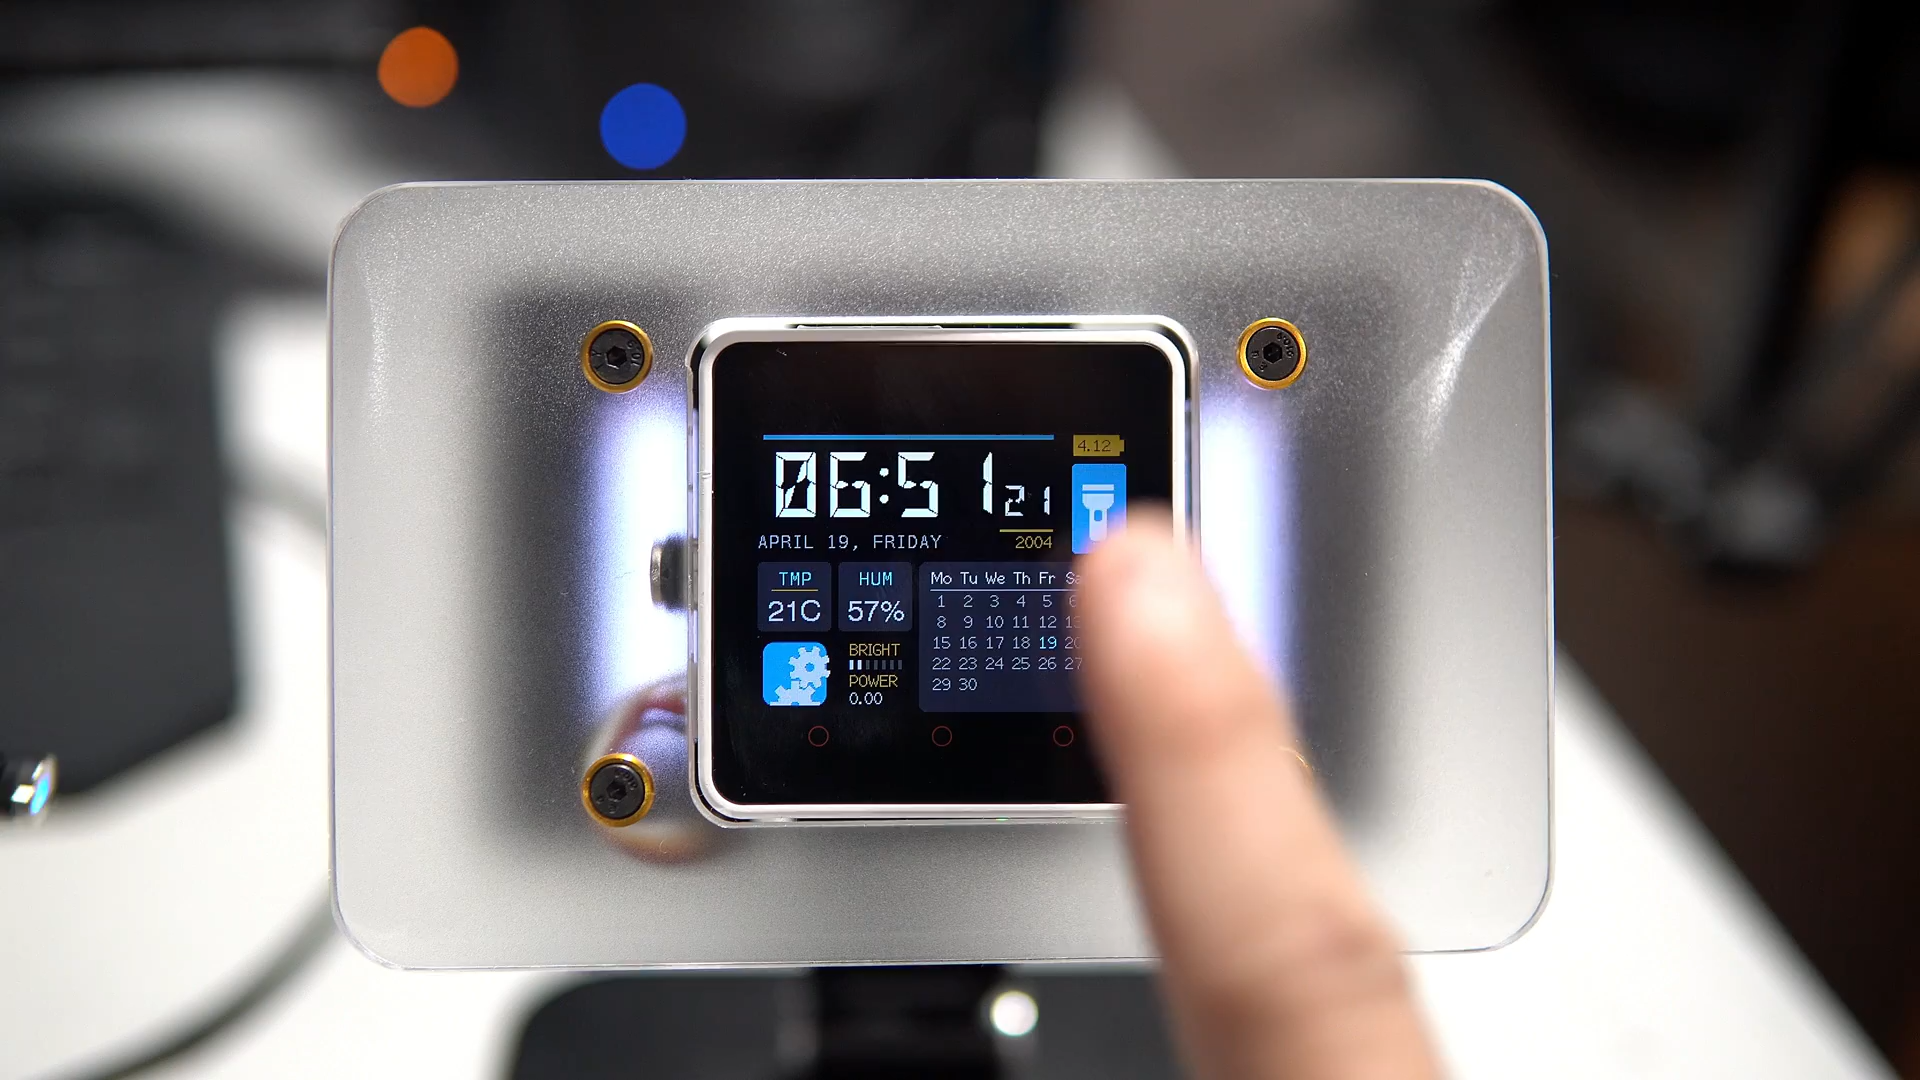 4.12
06:51 21
APRIL 19, FRIDAY 2004
TMP HUM
21C 57%
Mo Tu We Th Fr
1 2 3 4 5 6
8 9 10 11 12
15 16 17 18 19
22 23 24 25 26 27
29 30
BRIGHT
POWER
0.00